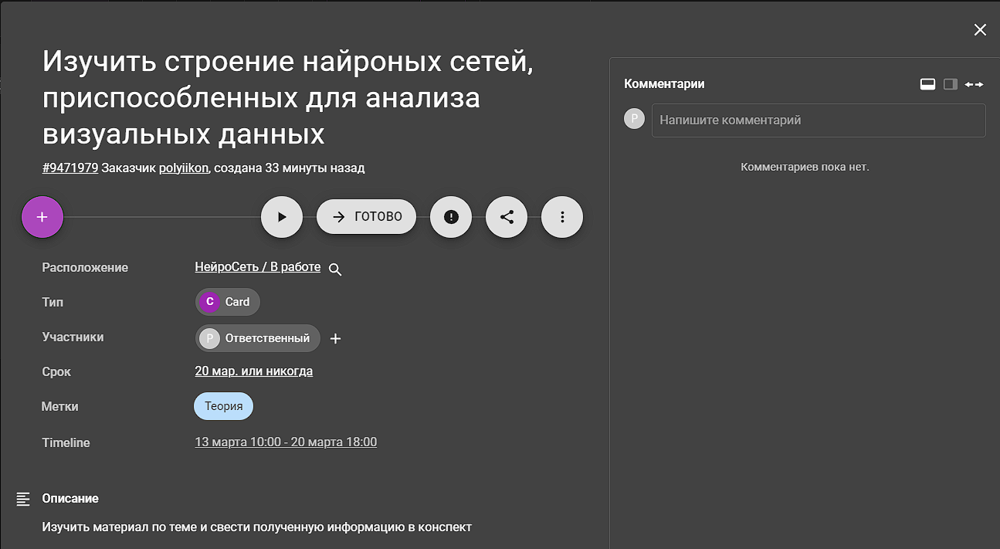 Изучить строение найроных сетей,
приспособленных для анализа
визуальных данных
#9471979 Заказчик polyiikon, создана 33 минуты назад
ГОТОВО
Расположение НейроСеть / В работе
Тип C Card
Участники P Ответственный
Срок 20 мар. или никогда
Метки Теория
Timeline 13 марта 10:00 - 20 марта 18:00
Описание
Изучить материал по теме и свести полученную информацию в конспект
Комментарии
P Напишите комментарий
Комментариев пока нет.